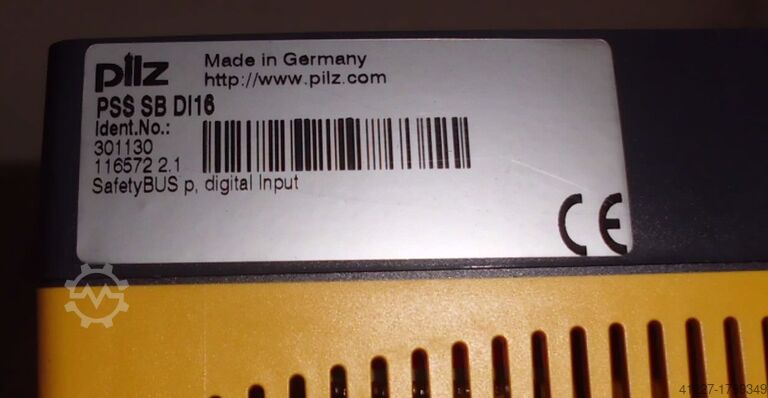 pilz
Made in Germany
http://www.pilz.com
PSS SB DI16
Ident.No.:
301130
116572 2.1
SafetyBUS p, digital Input
CE